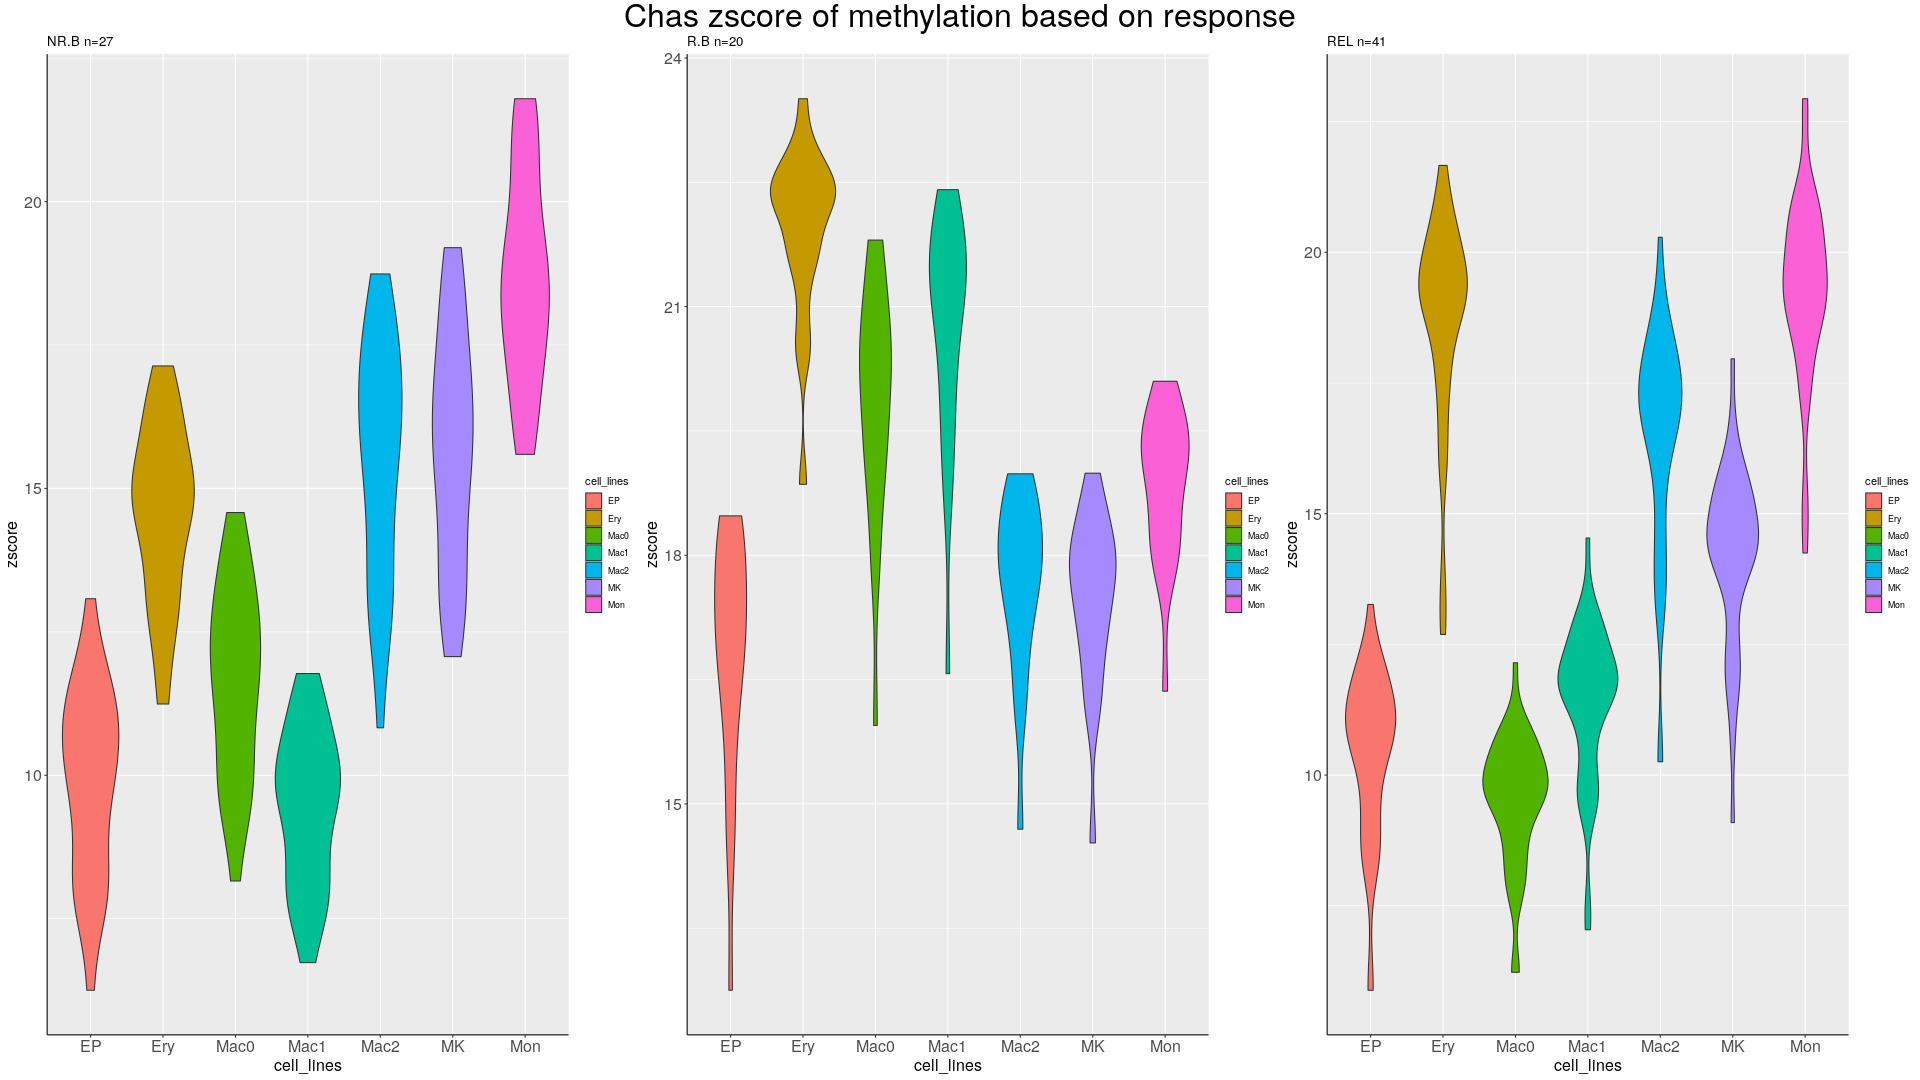 Chas zscore of methylation based on response
NR.B n=27
zscore
20
15
10
EP Ery Mac0 Mac1 Mac2 MK Mon
cell_lines
cell_lines
EP
Ery
Mac0
Mac1
Mac2
MK
Mon
R.B n=20
zscore
24
21
18
15
EP Ery Mac0 Mac1 Mac2 MK Mon
cell_lines
cell_lines
EP
Ery
Mac0
Mac1
Mac2
MK
Mon
REL n=41
zscore
20
15
10
EP Ery Mac0 Mac1 Mac2 MK Mon
cell_lines
cell_lines
EP
Ery
Mac0
Mac1
Mac2
MK
Mon